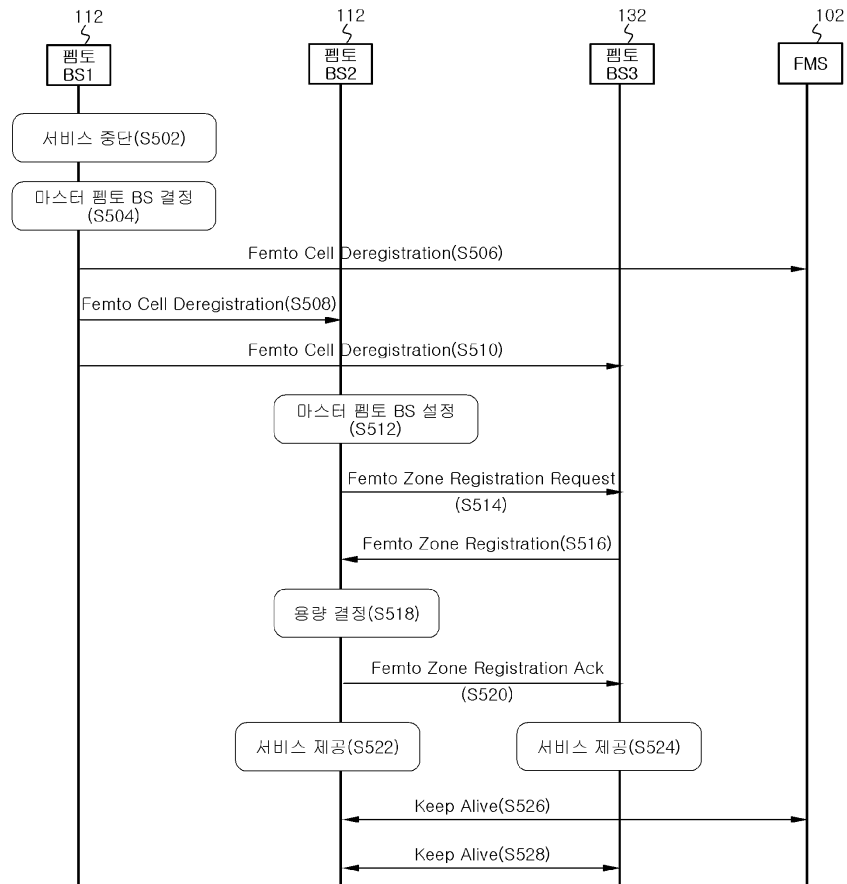 112
112
132
102
펨토
BS1
펨토
BS2
펨토
BS3
FMS
서비스 중단(S502)
마스터 펨토 BS 결정
(S504)
Femto Cell Deregistration(S506)
Femto Cell Deregistration(S508)
Femto Cell Deregistration(S510)
마스터 펨토 BS 설정
(S512)
Femto Zone Registration Request
(S514)
Femto Zone Registration(S516)
용량 결정(S518)
Femto Zone Registration Ack
(S520)
서비스 제공(S522)
서비스 제공(S524)
Keep Alive(S526)
Keep Alive(S528)